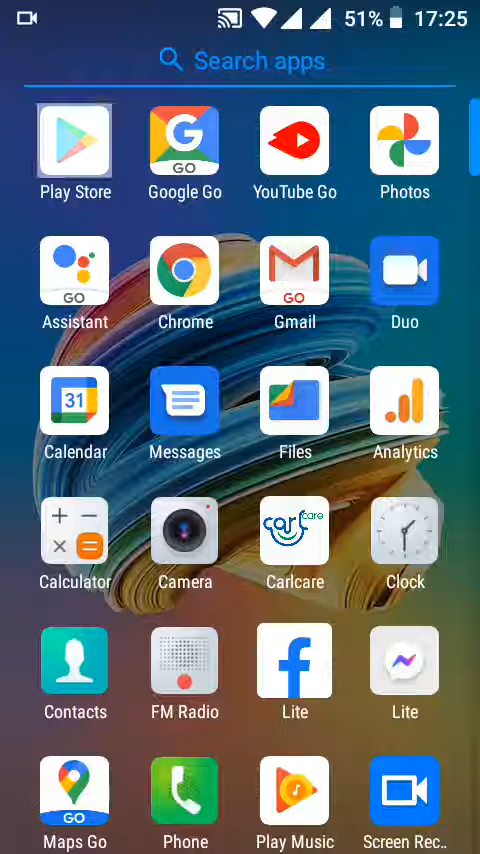 51% 17:25
Search apps
GO
Play Store Google Go YouTube Go Photos
GO GO
Assistant Chrome Gmail Duo
31
Calendar Messages Files Analytics
carlcare
Calculator Camera Carlcare Clock
Contacts FM Radio Lite Lite
GO
Maps Go Phone Play Music Screen Rec..